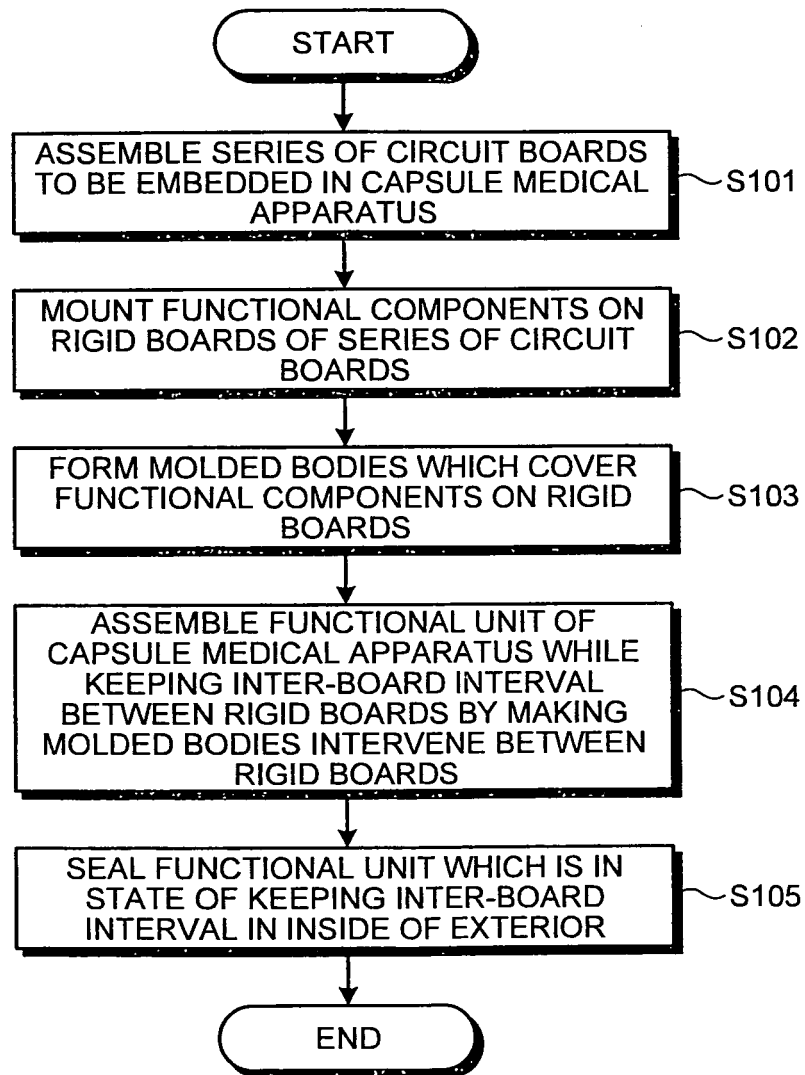 START
ASSEMBLE SERIES OF CIRCUIT BOARDS
TO BE EMBEDDED IN CAPSULE MEDICAL
APPARATUS
S101
MOUNT FUNCTIONAL COMPONENTS ON
RIGID BOARDS OF SERIES OF CIRCUIT
BOARDS
S102
FORM MOLDED BODIES WHICH COVER
FUNCTIONAL COMPONENTS ON RIGID
BOARDS
S103
ASSEMBLE FUNCTIONAL UNIT OF
CAPSULE MEDICAL APPARATUS WHILE
KEEPING INTER-BOARD INTERVAL
BETWEEN RIGID BOARDS BY MAKING
MOLDED BODIES INTERVENE BETWEEN
RIGID BOARDS
S104
SEAL FUNCTIONAL UNIT WHICH IS IN
STATE OF KEEPING INTER-BOARD
INTERVAL IN INSIDE OF EXTERIOR
S105
END